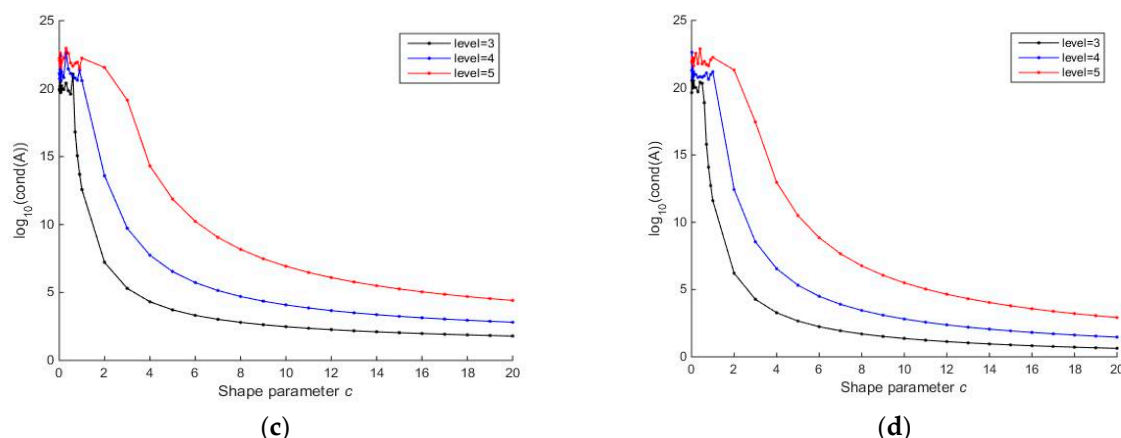 25
20
15
10
5
0
log10(cond(A))
0 2 4 6 8 10 12 14 16 18 20
Shape parameter c
level=3
level=4
level=5
(c)
25
20
15
10
5
0
log10(cond(A))
0 2 4 6 8 10 12 14 16 18 20
Shape parameter c
level=3
level=4
level=5
(d)